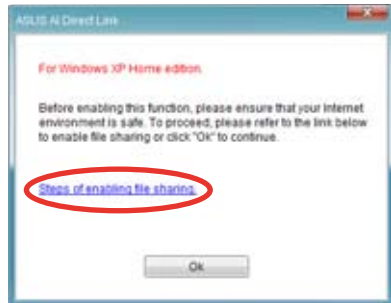 ASUS AI Direct Link
For Windows XP Home edition.
Before enabling this function, please ensure that your Internet
environment is safe. To proceed, please refer to the link below
to enable file sharing or click "Ok" to continue.
Steps of enabling file sharing.
Ok